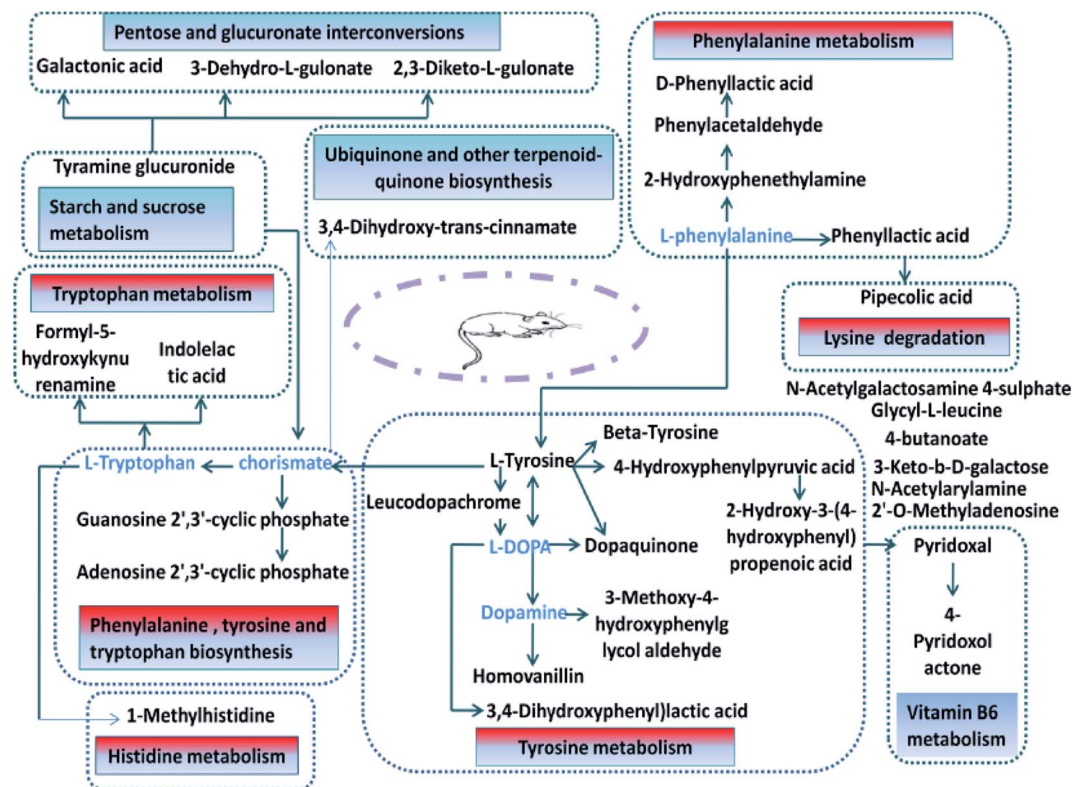 Pentose and glucuronate interconversions
Galactonic acid
3-Dehydro-L-gulonate
2,3-Diketo-L-gulonate
Tyramine glucuronide
Starch and sucrose
metabolism
Ubiquinone and other terpenoid-
quinone biosynthesis
3,4-Dihydroxy-trans-cinnamate
Phenylalanine metabolism
D-Phenyllactic acid
Phenylacetaldehyde
2-Hydroxyphenethylamine
L-phenylalanine
Phenyllactic acid
Pipecolic acid
Lysine degradation
Tryptophan metabolism
Formyl-5-
hydroxykynu
renamine
Indolelac
tic acid
N-Acetylgalactosamine 4-sulphate
Glycyl-L-leucine
4-butanoate
3-Keto-b-D-galactose
N-Acetylarylamine
2'-O-Methyladenosine
L-Tryptophan
chorismate
Guanosine 2',3'-cyclic phosphate
Adenosine 2',3'-cyclic phosphate
Phenylalanine , tyrosine and
tryptophan biosynthesis
1-Methylhistidine
Histidine metabolism
Beta-Tyrosine
L-Tyrosine
4-Hydroxyphenylpyruvic acid
Leucodopachrome
2-Hydroxy-3-(4-
hydroxyphenyl)
propenoic acid
L-DOPA
Dopaquinone
Dopamine
3-Methoxy-4-
hydroxyphenylg
lycol aldehyde
Homovanillin
3,4-Dihydroxyphenyl)lactic acid
Tyrosine metabolism
Pyridoxal
4-
Pyridoxol
actone
Vitamin B6
metabolism